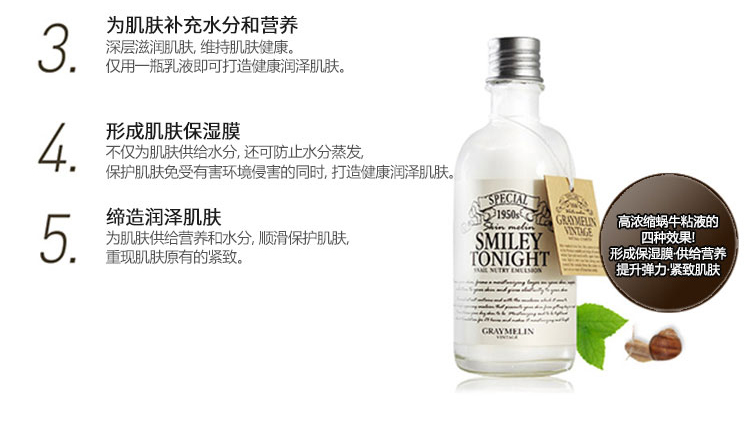 3.
为肌肤补充水分和营养
深层滋润肌肤, 维持肌肤健康。
仅用一瓶乳液即可打造健康润泽肌肤。
4.
形成肌肤保湿膜
不仅为肌肤供给水分, 还可防止水分蒸发,
保护肌肤免受有害环境侵害的同时, 打造健康润泽肌肤。
5.
缔造润泽肌肤
为肌肤供给营养和水分, 顺滑保护肌肤,
重现肌肤原有的紧致。
SPECIAL
1950s
Skin melin
SMILEY
TONIGHT
SNAIL NUTRY EMULSION
GRAYMELIN
VINTAGE
GRAYMELIN
VINTAGE
高浓缩蜗牛粘液的
四种效果!
形成保湿膜·供给营养
提升弹力·紧致肌肤